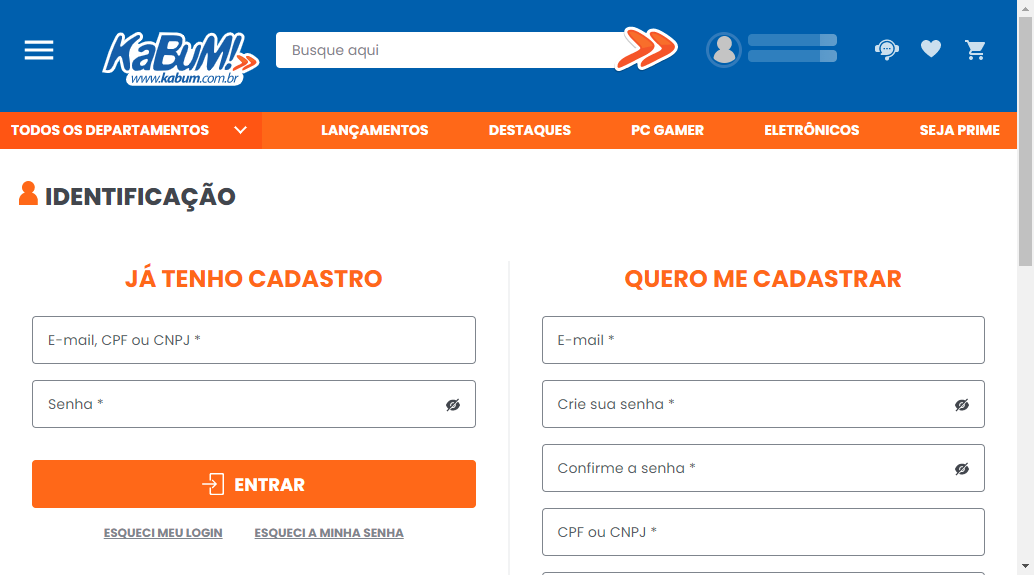 KaBuM!
www.kabum.com.br
Busque aqui
TODOS OS DEPARTAMENTOS
LANÇAMENTOS
DESTAQUES
PC GAMER
ELETRÔNICOS
SEJA PRIME
IDENTIFICAÇÃO
JÁ TENHO CADASTRO
E-mail, CPF ou CNPJ *
Senha *
ENTRAR
ESQUECI MEU LOGIN
ESQUECI A MINHA SENHA
QUERO ME CADASTRAR
E-mail *
Crie sua senha *
Confirme a senha *
CPF ou CNPJ *